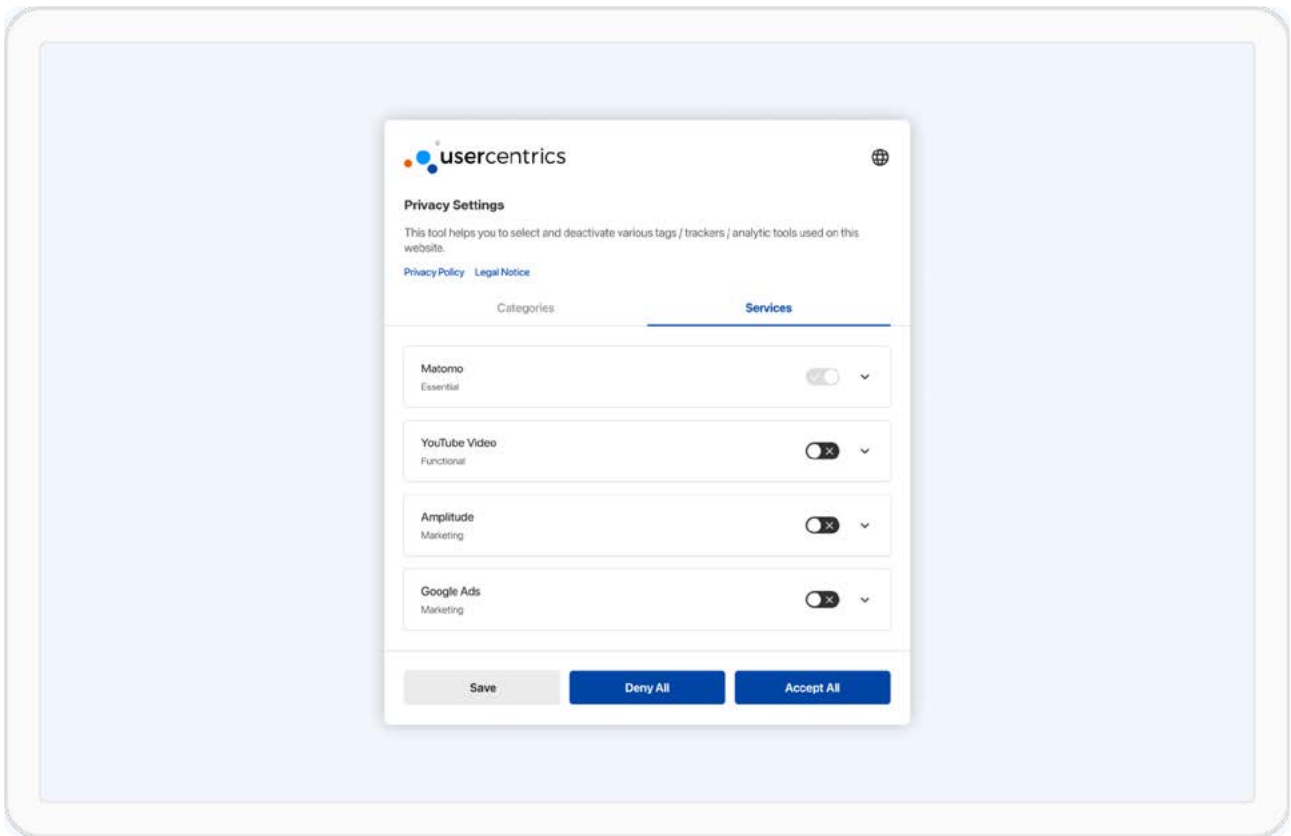 usercentrics
Privacy Settings
This tool helps you to select and deactivate various tags / trackers / analytic tools used on this
website.
Privacy Policy Legal Notice
Categories Services
Matomo
Essential
YouTube Video
Functional
Amplitude
Marketing
Google Ads
Marketing
Save Deny All Accept All